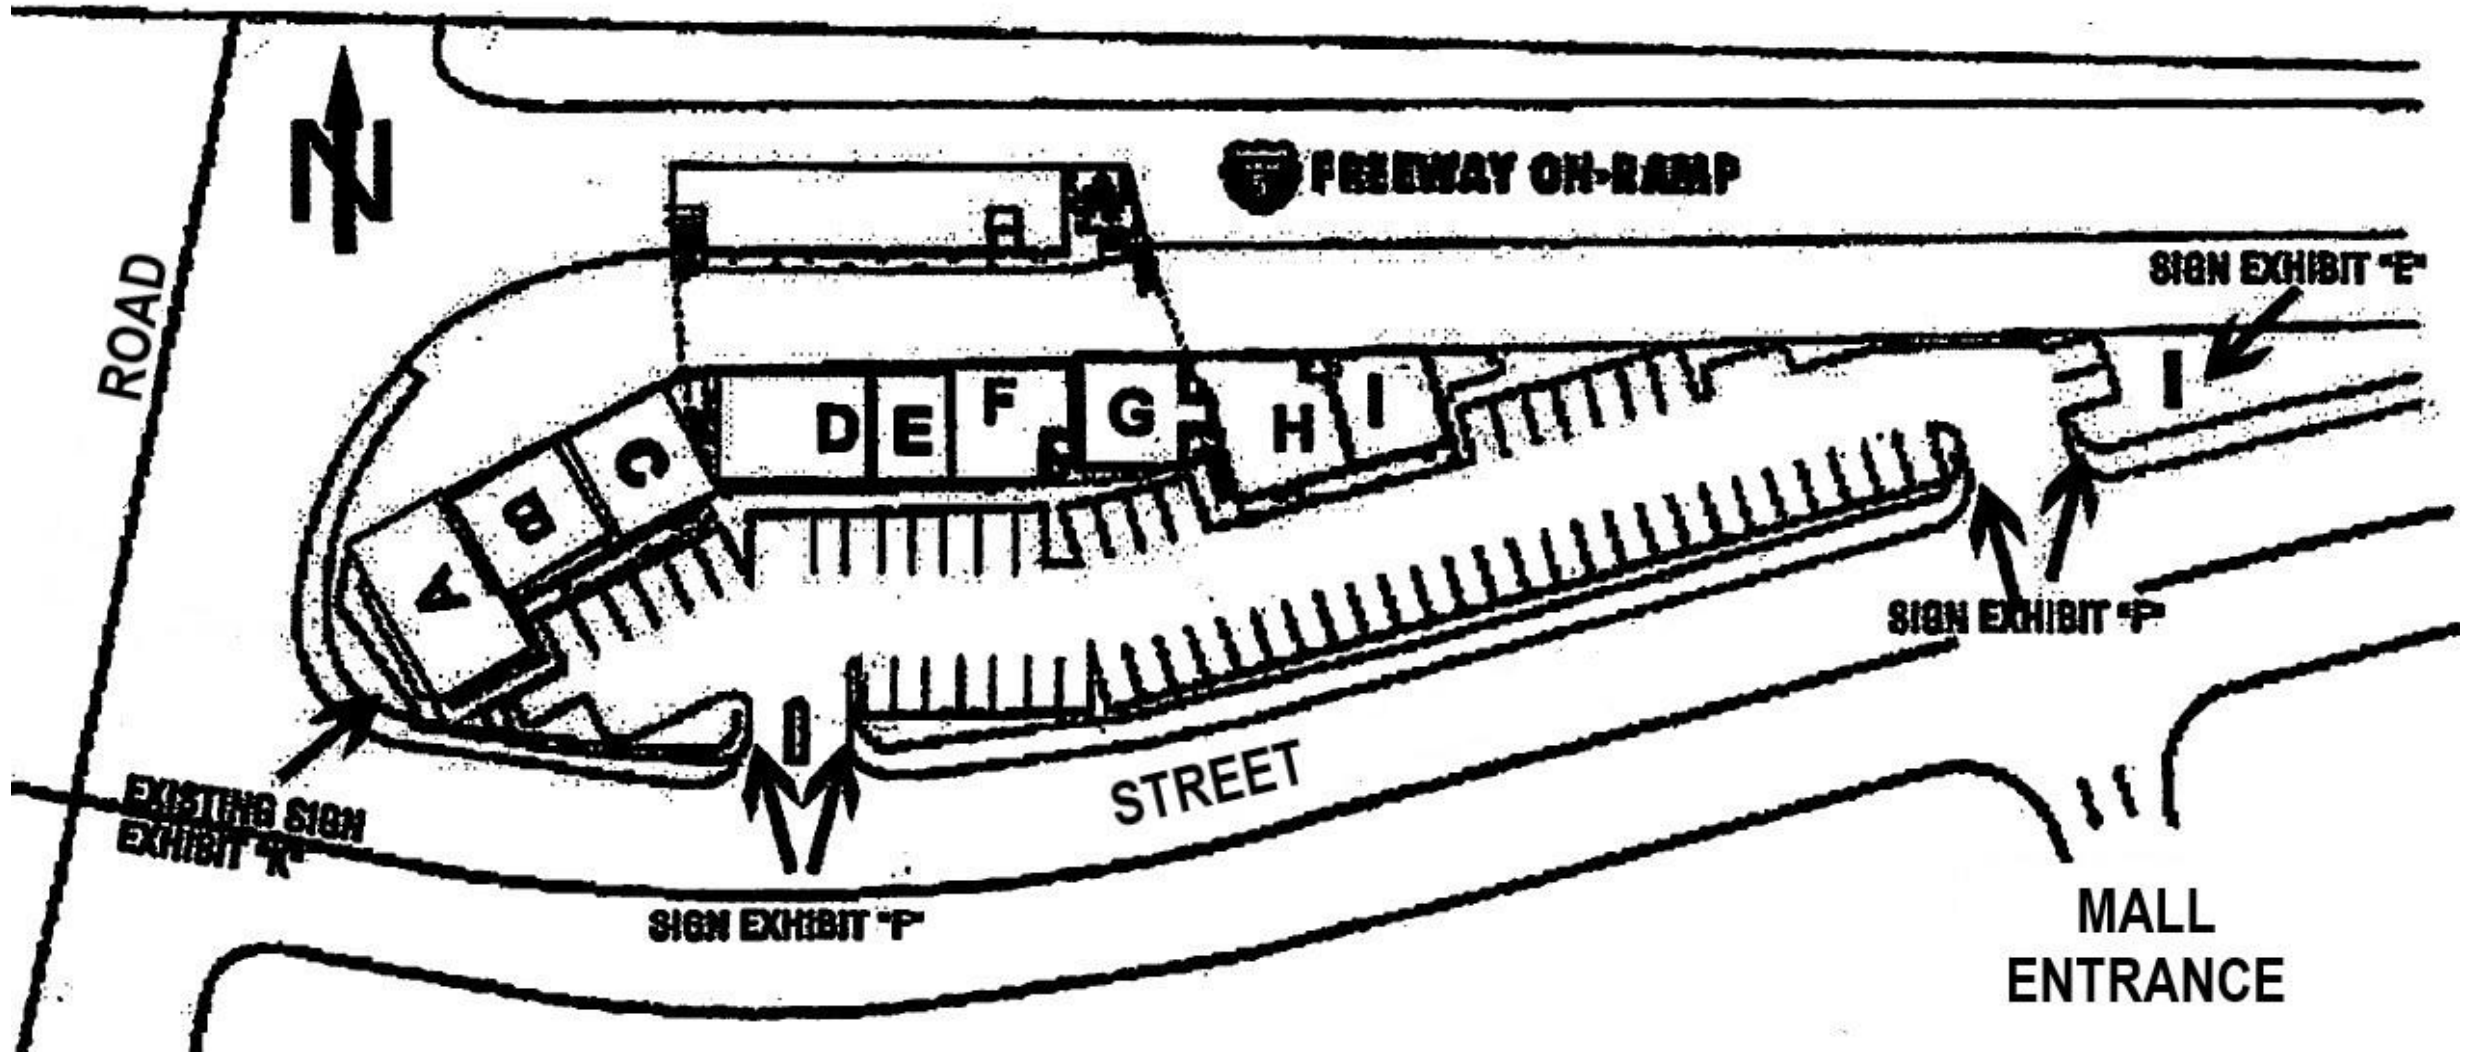 N
FREEWAY ON-RAMP
SIGN EXHIBIT "E"
ROAD
A
B
C
D
E
F
G
H
I
SIGN EXHIBIT "F"
EXISTING SIGN
EXHIBIT "K"
STREET
SIGN EXHIBIT "F"
MALL
ENTRANCE